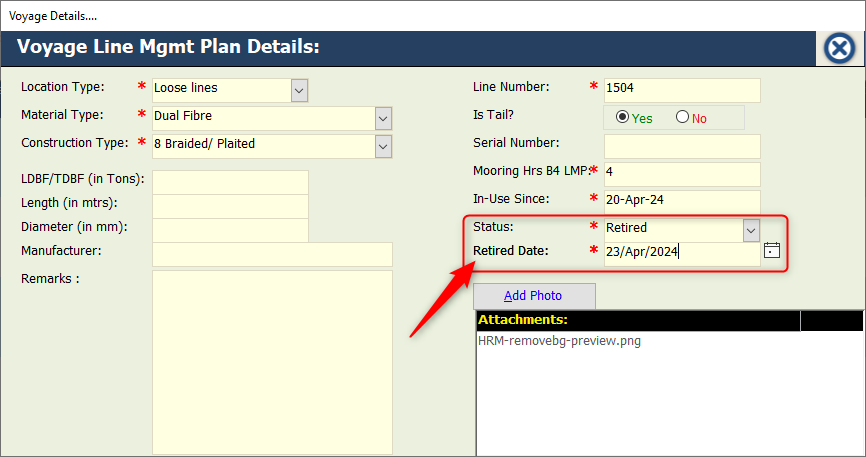 Voyage Details....
Voyage Line Mgmt Plan Details:
Location Type: * Loose lines
Material Type: * Dual Fibre
Construction Type: * 8 Braided/ Plaited
LDBF/TDBF (in Tons):
Length (in mtrs):
Diameter (in mm):
Manufacturer:
Remarks :
Line Number: * 1504
Is Tail? Yes No
Serial Number:
Mooring Hrs B4 LMP: * 4
In-Use Since: * 20-Apr-24
Status: * Retired
Retired Date: * 23/Apr/2024
Add Photo
Attachments:
HRM-removebg-preview.png